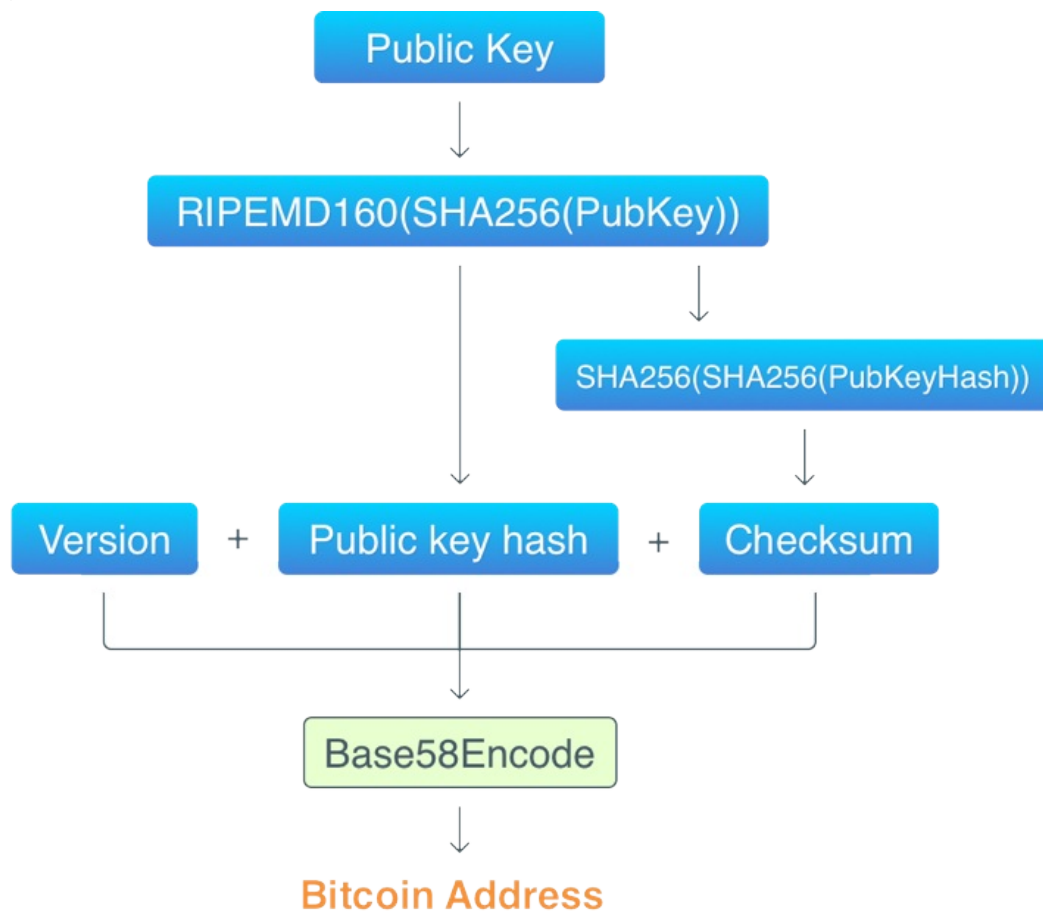 Public Key
RIPEMD160(SHA256(PubKey))
SHA256(SHA256(PubKeyHash))
Version + Public key hash + Checksum
Base58Encode
Bitcoin Address